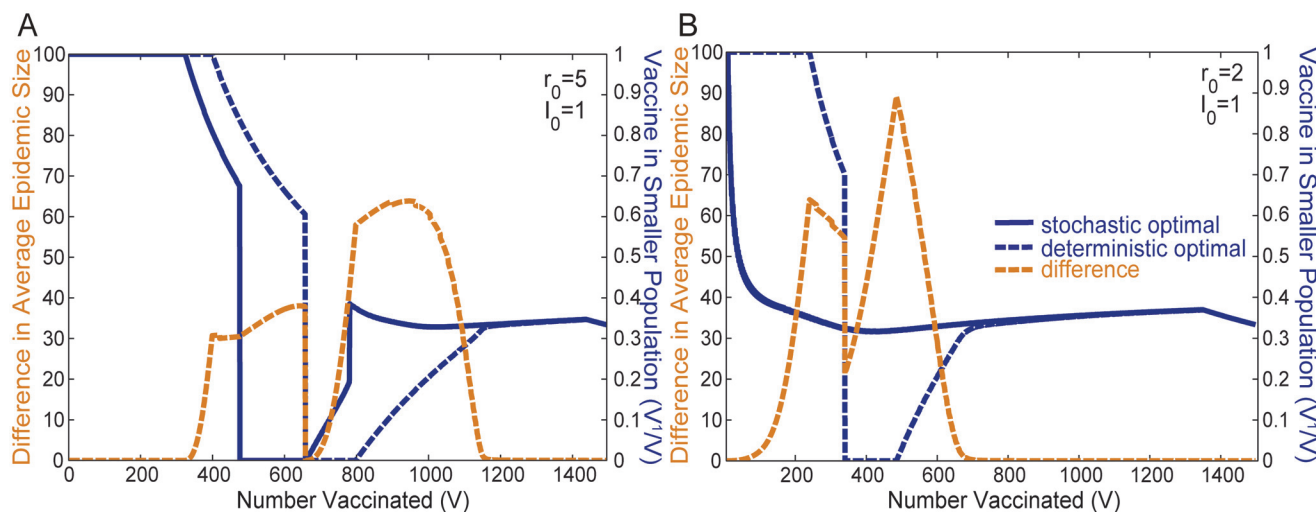 A
Difference in Average Epidemic Size
100
90
80
70
60
50
40
30
20
10
0
0 200 400 600 800 1000 1200 1400
Number Vaccinated (V)
r0=5
I0=1
1
0.9
0.8
0.7
0.6
0.5
0.4
0.3
0.2
0.1
0
Vaccine in Smaller Population (V¹/V)
B
Difference in Average Epidemic Size
100
90
80
70
60
50
40
30
20
10
0
200 400 600 800 1000 1200 1400
Number Vaccinated (V)
r0=2
I0=1
stochastic optimal
deterministic optimal
difference
1
0.9
0.8
0.7
0.6
0.5
0.4
0.3
0.2
0.1
0
Vaccine in Smaller Population (V¹/V)